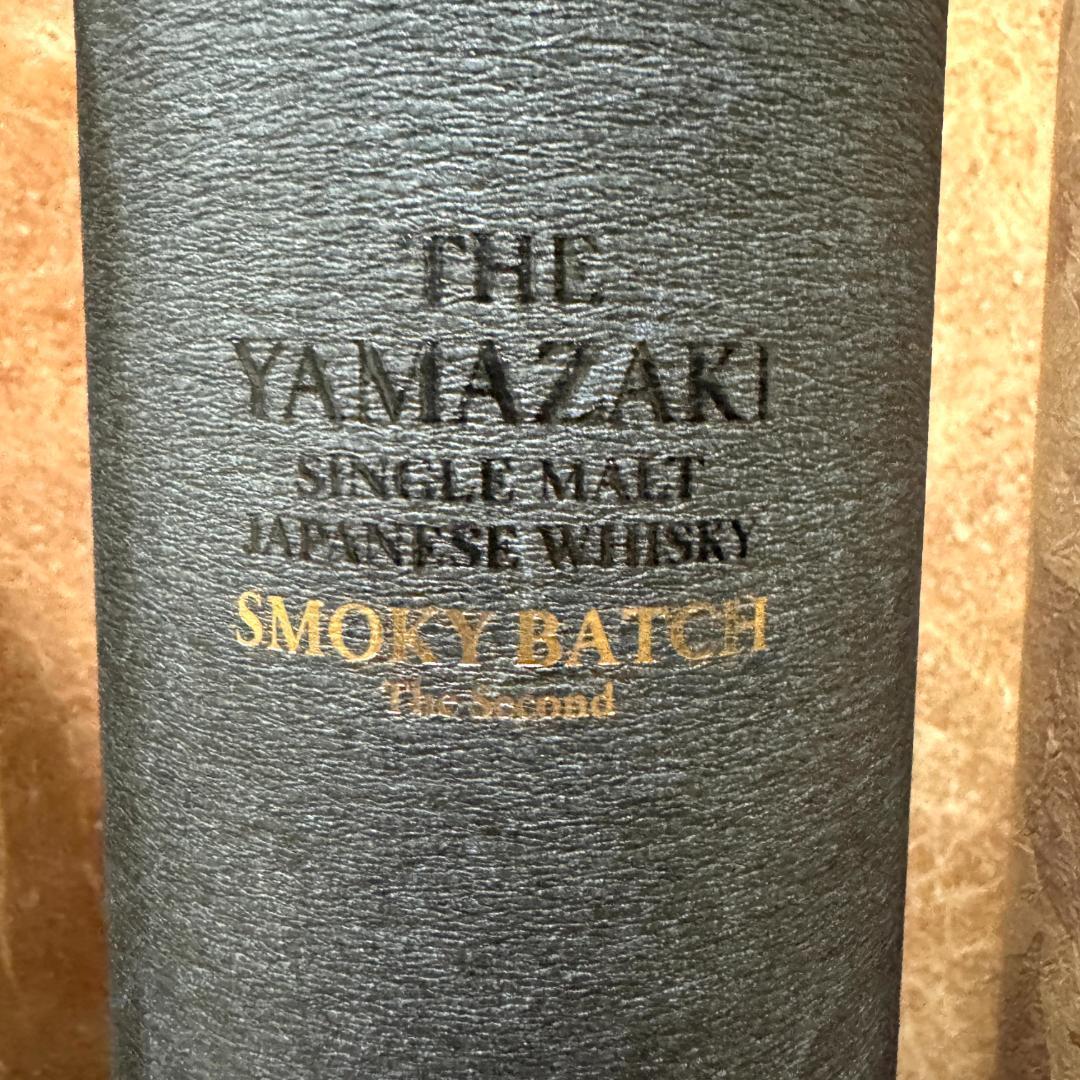 THE
YAMAZAKI
SINGLE MALT
JAPANESE WHISKY
SMOKY BATCH
The Second